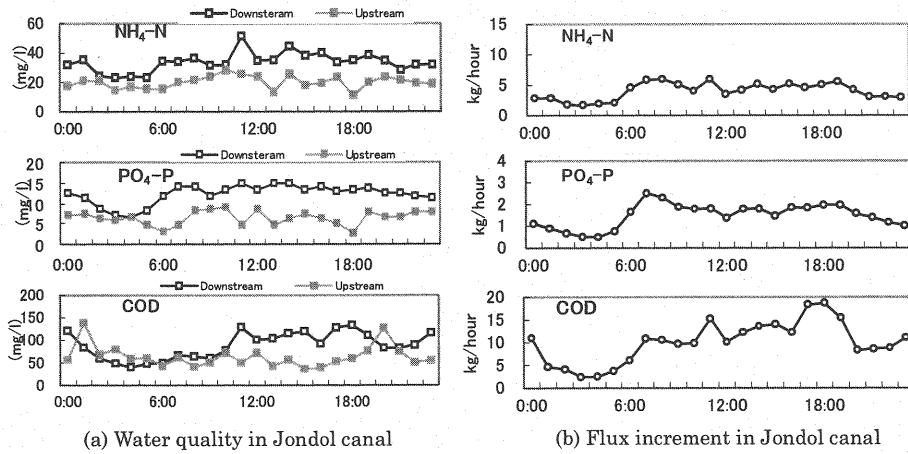 Downsteram Upstream
NH₄-N
(mg/l)
60
40
20
0
0:00 6:00 12:00 18:00
Downsteram Upstream
PO₄-P
(mg/l)
20
15
10
5
0
0:00 6:00 12:00 18:00
Downstream Upstream
COD
(mg/l)
200
150
100
50
0
0:00 6:00 12:00 18:00
(a) Water quality in Jondol canal
NH₄-N
kg/hour
15
10
5
0
0:00 6:00 12:00 18:00
PO₄-P
kg/hour
4
3
2
1
0
0:00 6:00 12:00 18:00
COD
kg/hour
20
15
10
5
0
0:00 6:00 12:00 18:00
(b) Flux increment in Jondol canal